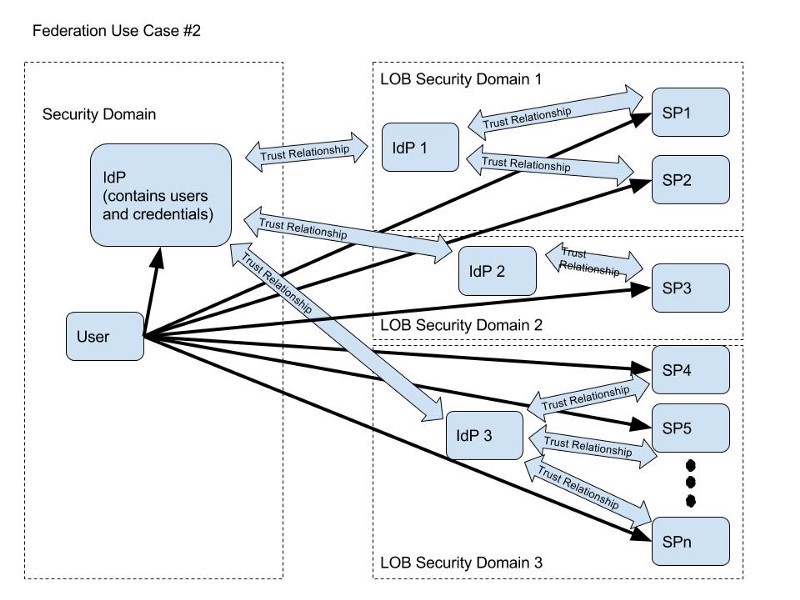 Federation Use Case #2
Security Domain
IdP
(contains users
and credentials)
User
Trust Relationship
Trust Relationship
Trust Relationship
LOB Security Domain 1
IdP 1
Trust Relationship
Trust Relationship
SP1
SP2
IdP 2
Trust
Relationship
SP3
LOB Security Domain 2
IdP 3
Trust Relationship
Trust Relationship
Trust Relationship
SP4
SP5
SPn
LOB Security Domain 3